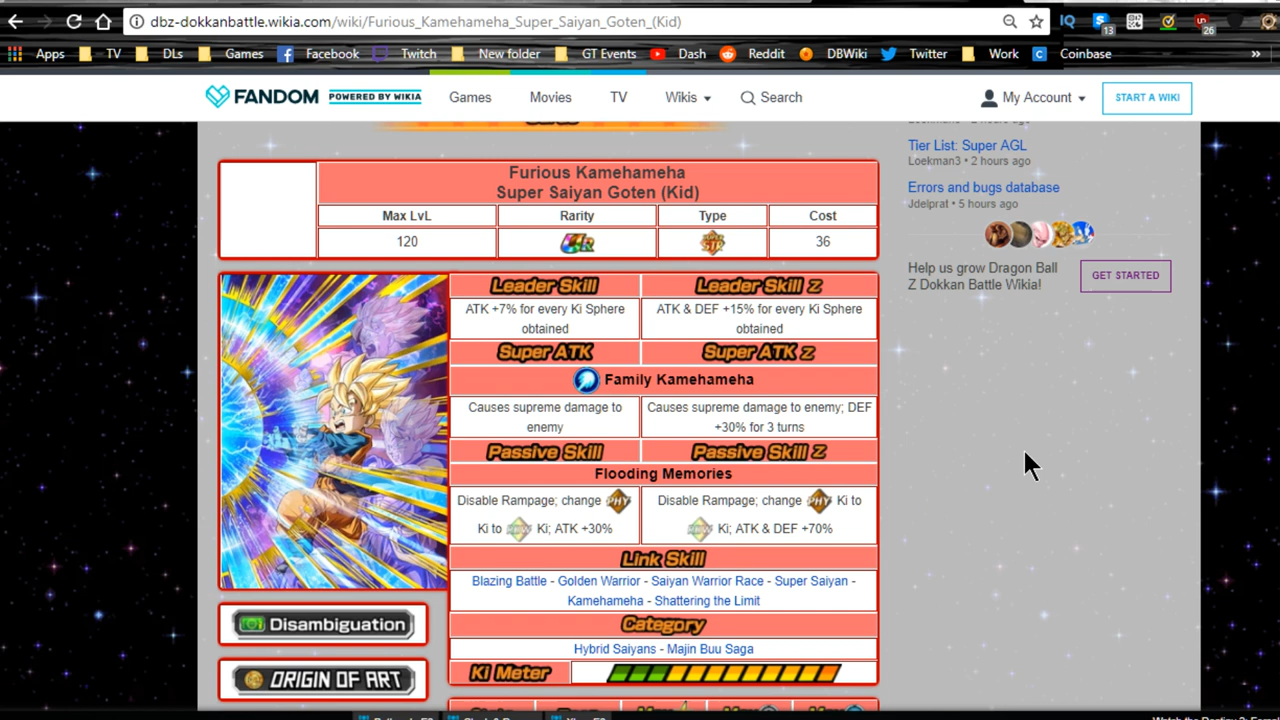 dbz-dokkanbattle.wikia.com/wiki/Furious_Kamehameha_Super_Saiyan_Goten_(Kid)
IQ
13
26
Apps TV DLs Games Facebook Twitch New folder GT Events Dash Reddit DBWiki Twitter Work Coinbase »
FANDOM POWERED BY WIKIA Games Movies TV Wikis Search My Account START A WIKI
Tier List: Super AGL
Loekman3 • 2 hours ago
Errors and bugs database
Jdelprat • 5 hours ago
Help us grow Dragon Ball
Z Dokkan Battle Wikia!
GET STARTED
Furious Kamehameha
Super Saiyan Goten (Kid)
Max LvL Rarity Type Cost
120 UR SUPER STR 36
Leader Skill Leader Skill Z
ATK +7% for every Ki Sphere
obtained
ATK & DEF +15% for every Ki Sphere
obtained
Super ATK Super ATK Z
Family Kamehameha
Causes supreme damage to
enemy
Causes supreme damage to enemy; DEF
+30% for 3 turns
Passive Skill Passive Skill Z
Flooding Memories
Disable Rampage; change PHY
Ki to Ki; ATK +30%
Disable Rampage; change PHY Ki to
Ki; ATK & DEF +70%
Link Skill
Blazing Battle - Golden Warrior - Saiyan Warrior Race - Super Saiyan -
Kamehameha - Shattering the Limit
Category
Hybrid Saiyans - Majin Buu Saga
Ki Meter
Disambiguation
ORIGIN OF ART